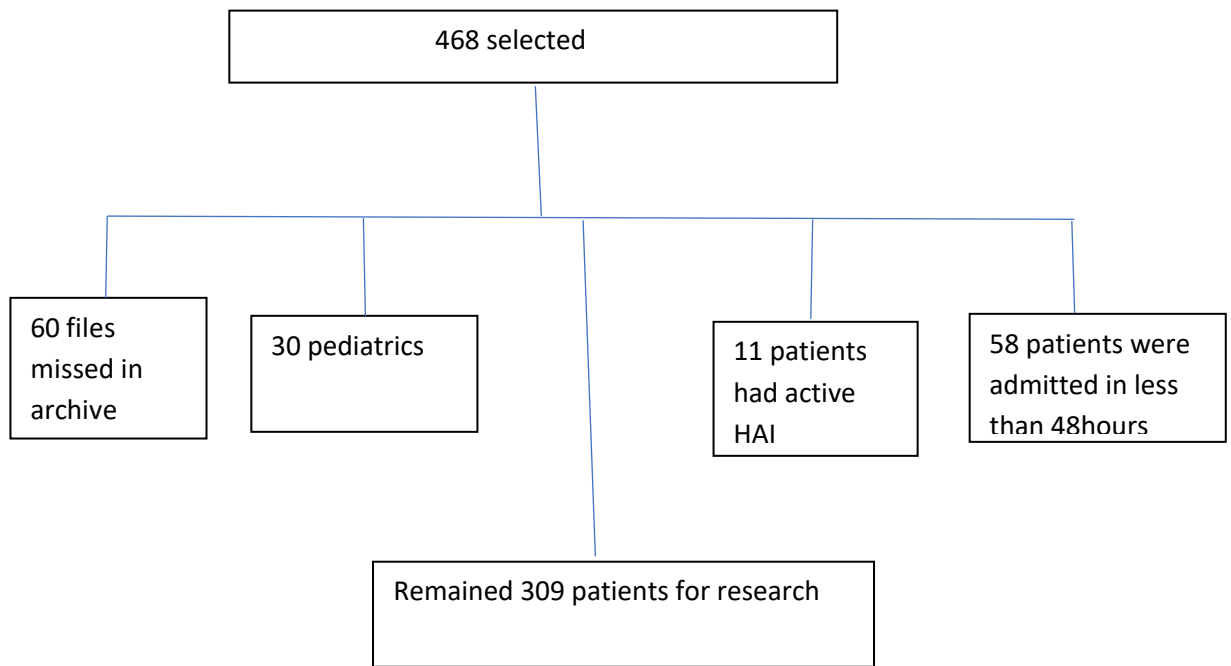 468 selected
60 files
missed in
archive
30 pediatrics
11 patients
had active
HAI
58 patients were
admitted in less
than 48hours
Remained 309 patients for research